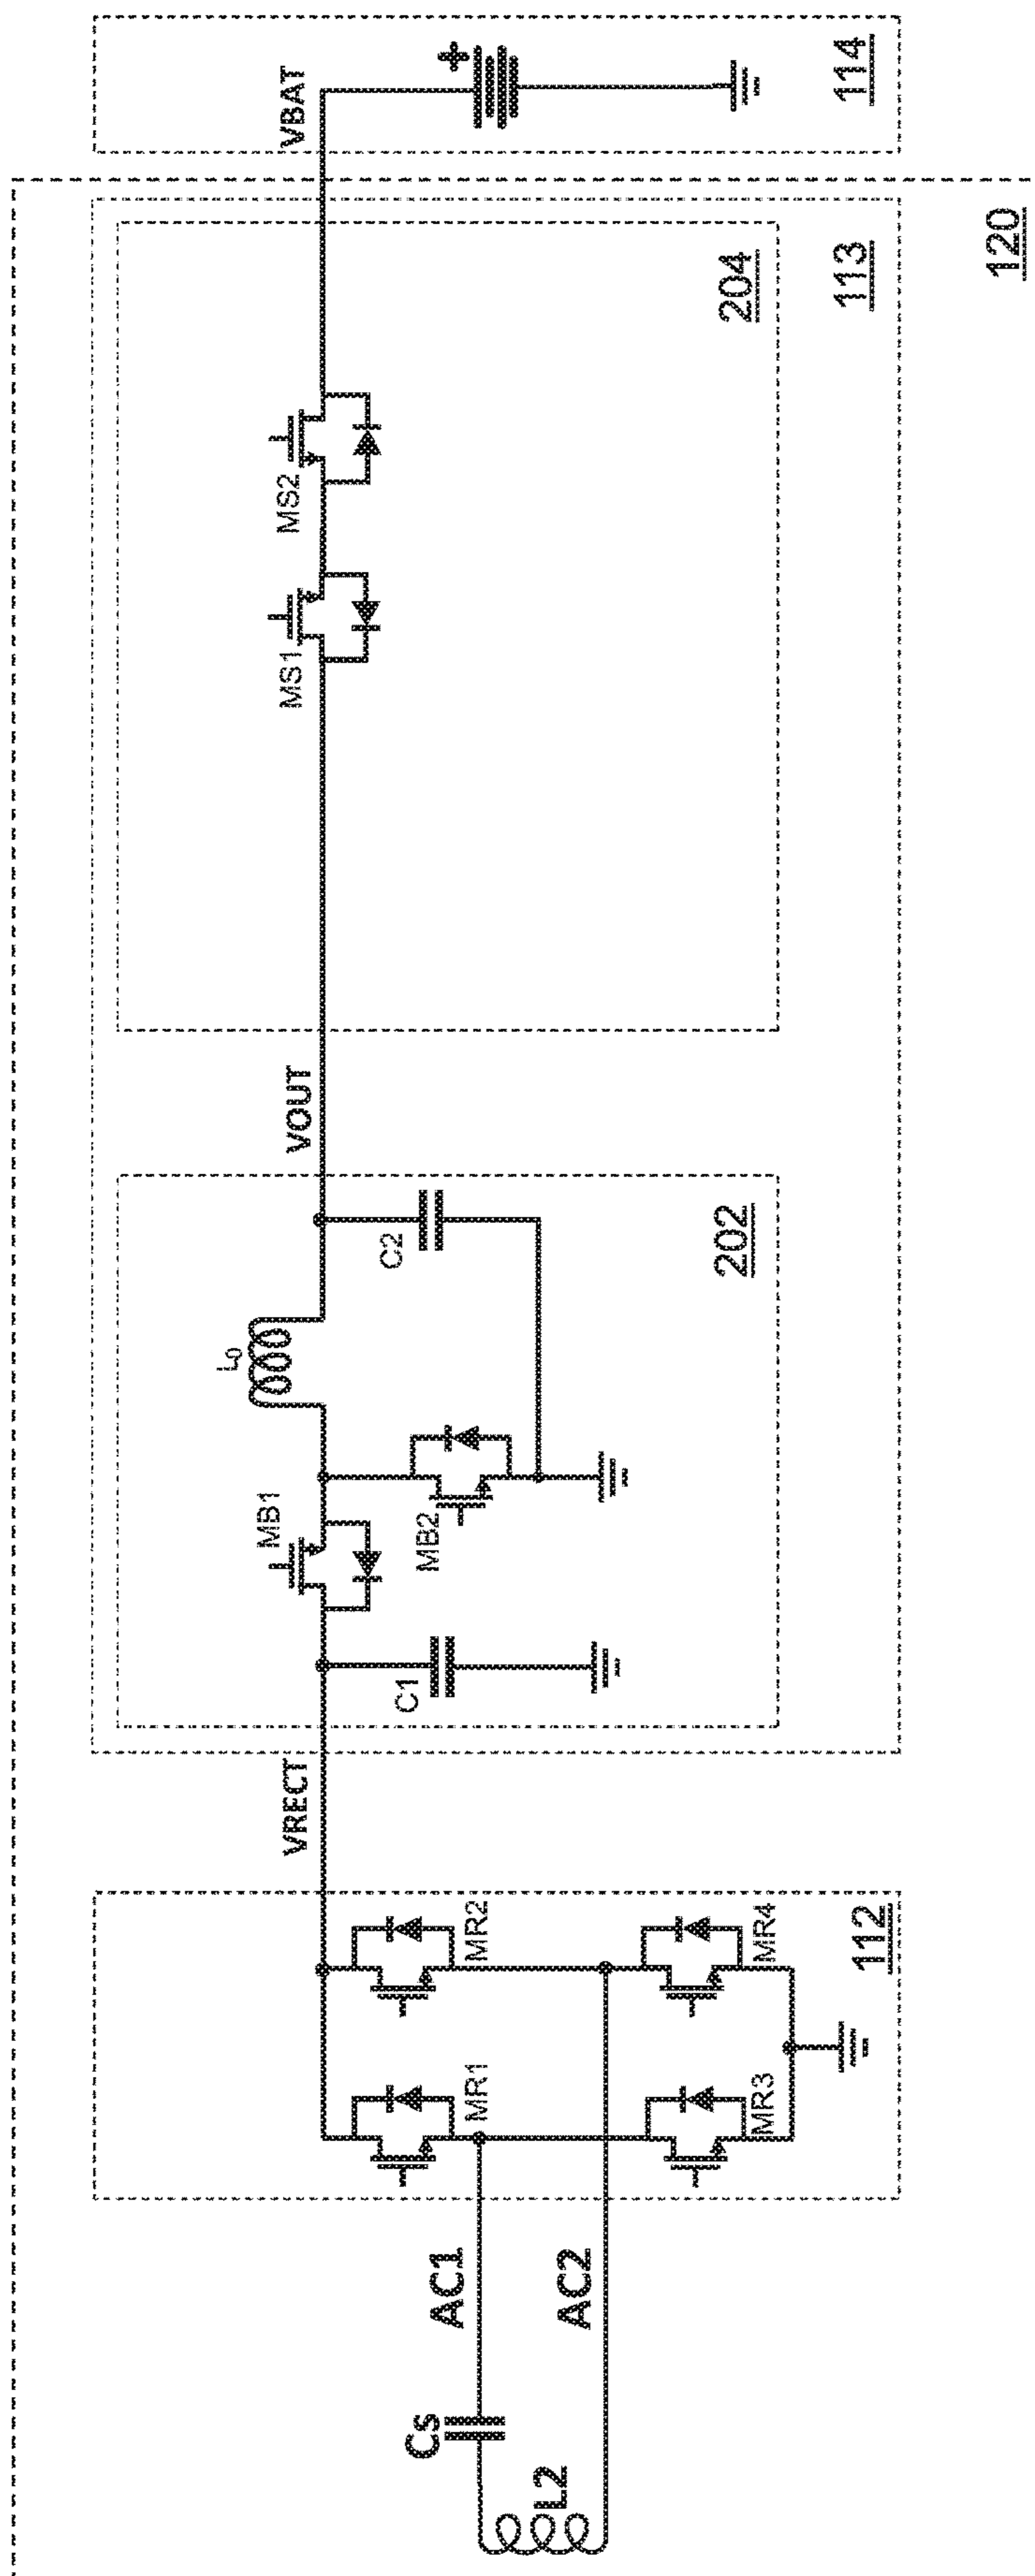 120
Cs
L2
AC1
AC2
MR1
MR2
MR3
MR4
112
VRECT
C1
MB1
MB2
L0
C2
202
VOUT
MS1
MS2
204
113
VBAT
+
114